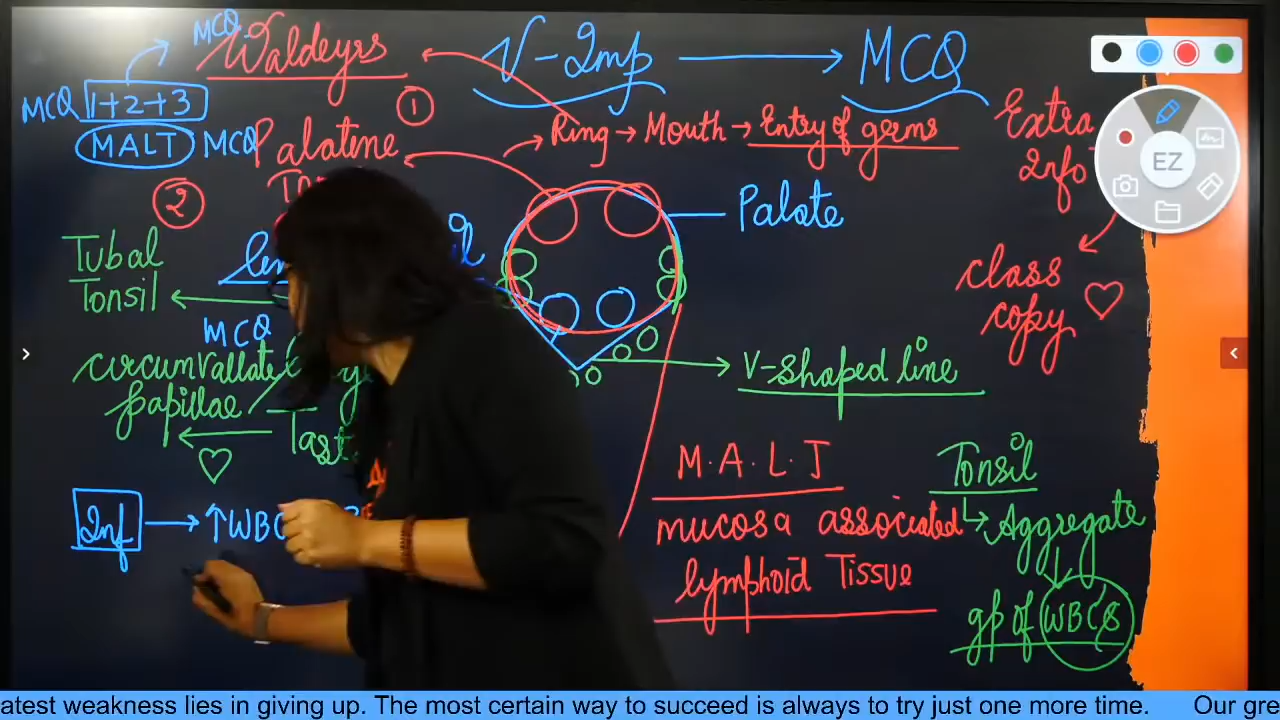 MCQ
Waldeyrs
V-Imp → MCQ
MCQ 1+2+3
MALT MCQ
1
Palatine
Ring → Mouth → Entry of germs
Extra
Info
EZ
2
Palate
Tubal
Tonsil
class
copy
MCQ
circumvallate
papillae
V-shaped line
M.A.L.T
mucosa associated
lymphoid Tissue
Tonsil
Aggregate
gp of WBCs
Inf → ↑WBC
atest weakness lies in giving up. The most certain way to succeed is always to try just one more time. Our gre